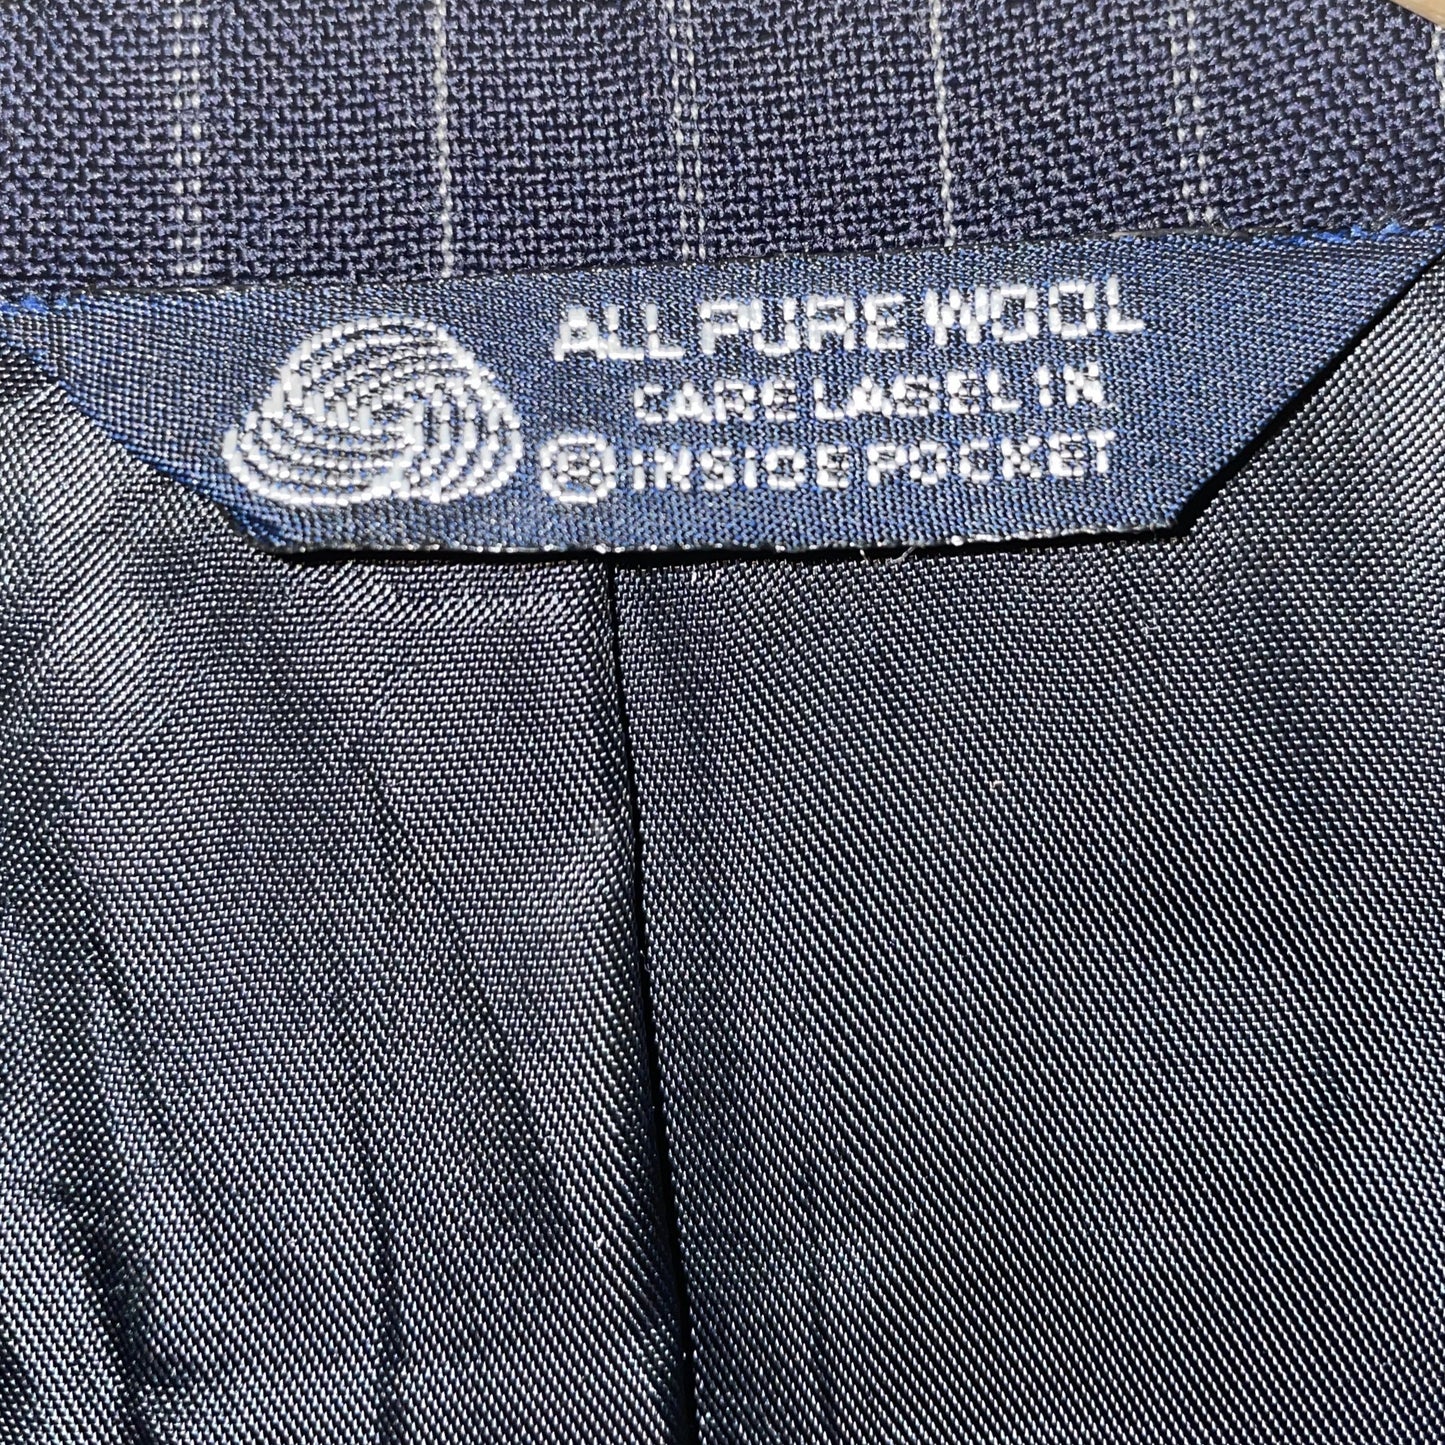 ALL PURE WOOL
CARE LABEL IN
INSIDE POCKET